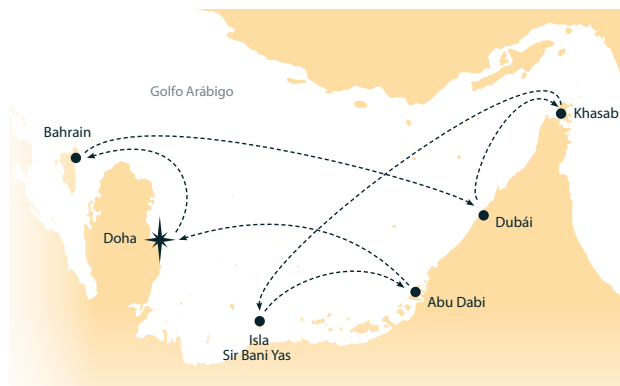 Golfo Arábigo
Khasab
Bahrain
Dubái
Doha
Abu Dabi
Isla
Sir Bani Yas